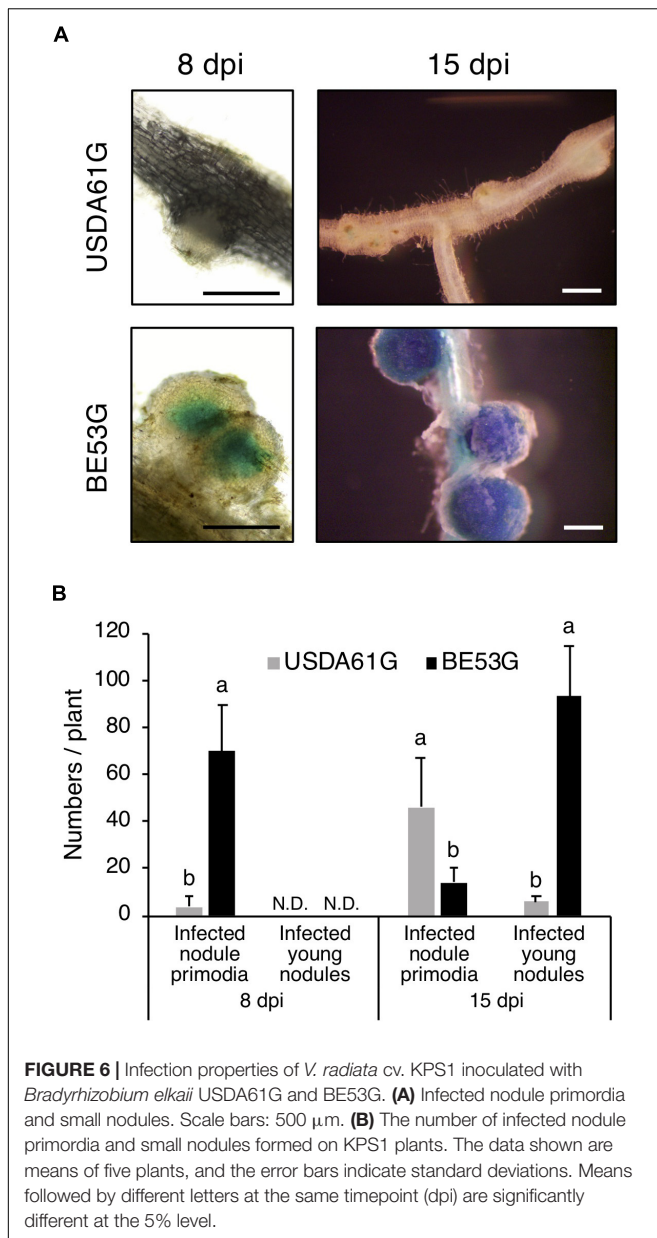 A
8 dpi
15 dpi
USDA61G
BE53G
B
120
100
80
60
40
20
0
Numbers / plant
USDA61G
BE53G
b
a
N.D.
N.D.
a
b
b
a
Infected
nodule
primodia
Infected
young
nodules
Infected
nodule
primodia
Infected
young
nodules
8 dpi
15 dpi
FIGURE 6 | Infection properties of V. radiata cv. KPS1 inoculated with
Bradyrhizobium elkaii USDA61G and BE53G. (A) Infected nodule primordia
and small nodules. Scale bars: 500 μm. (B) The number of infected nodule
primordia and small nodules formed on KPS1 plants. The data shown are
means of five plants, and the error bars indicate standard deviations. Means
followed by different letters at the same timepoint (dpi) are significantly
different at the 5% level.